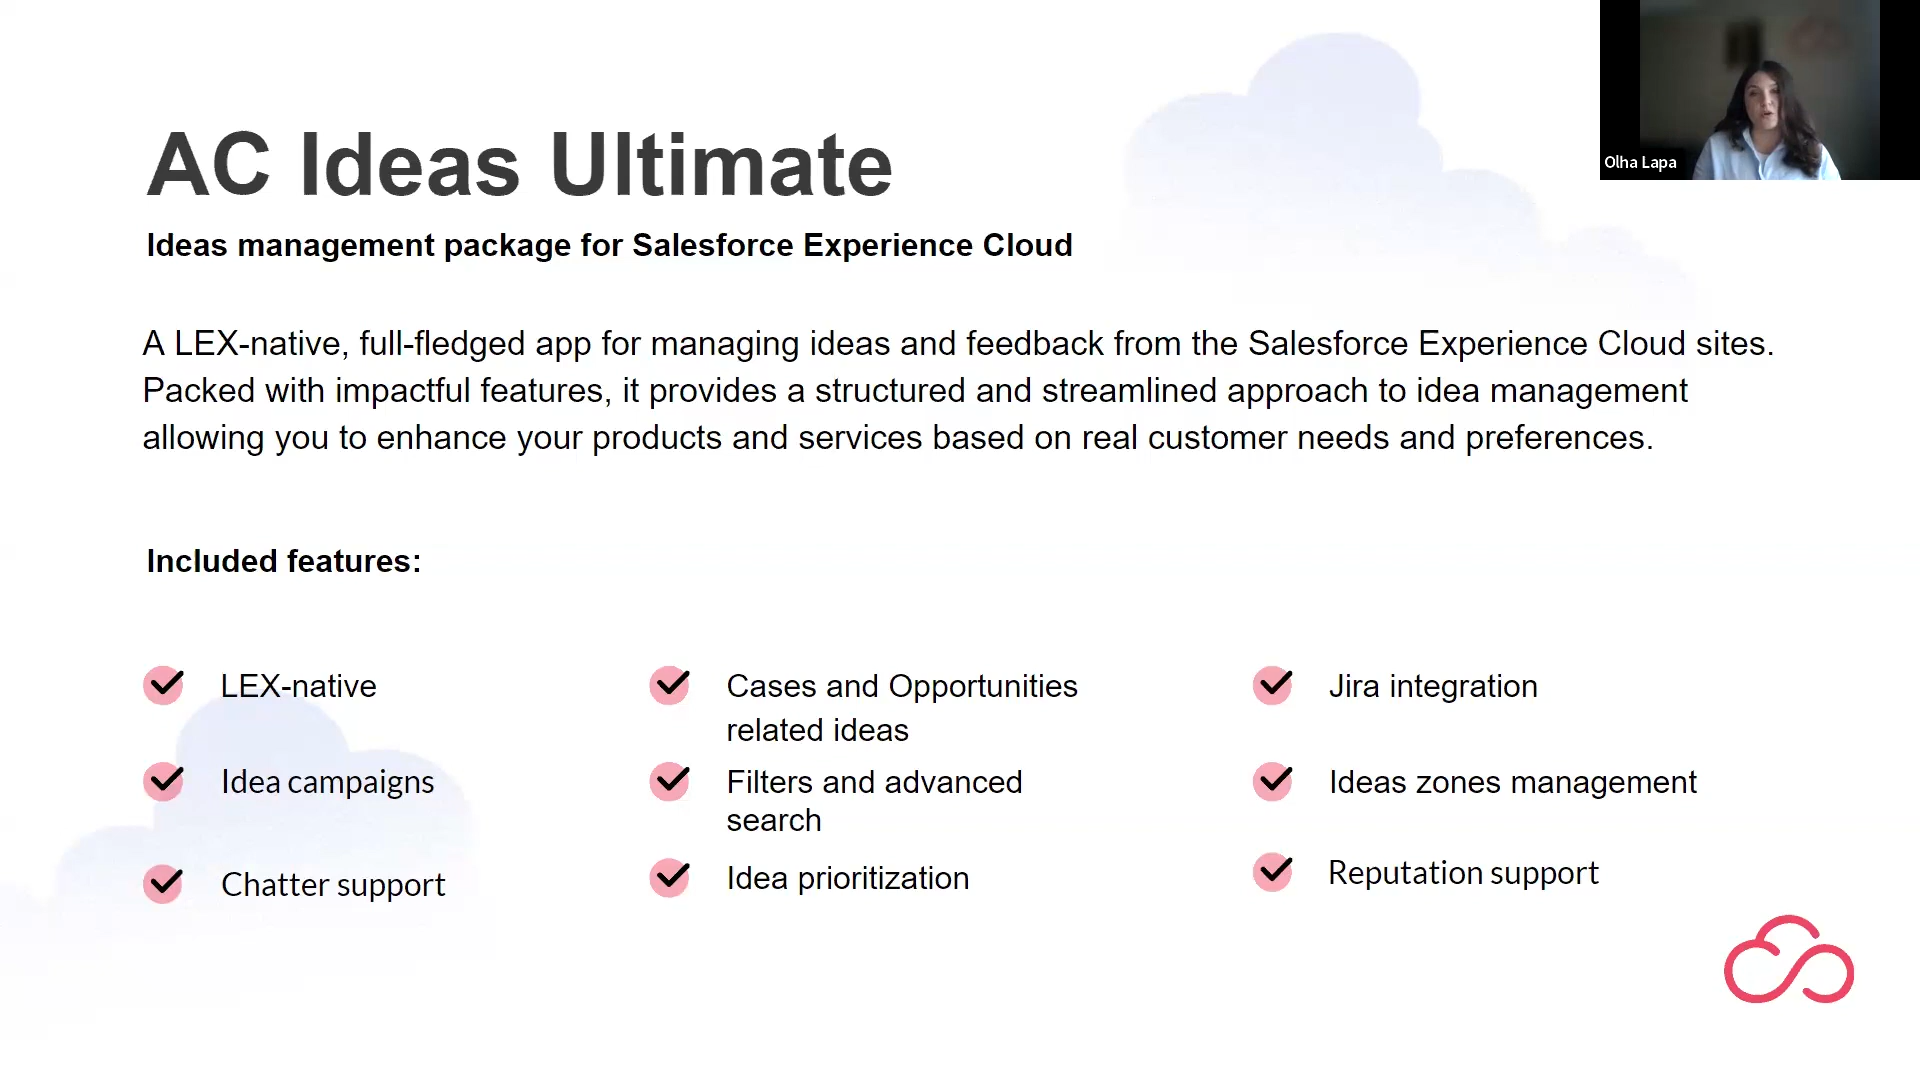 Olha Lapa
AC Ideas Ultimate
Ideas management package for Salesforce Experience Cloud
A LEX-native, full-fledged app for managing ideas and feedback from the Salesforce Experience Cloud sites.
Packed with impactful features, it provides a structured and streamlined approach to idea management
allowing you to enhance your products and services based on real customer needs and preferences.
Included features:
LEX-native
Idea campaigns
Chatter support
Cases and Opportunities
related ideas
Filters and advanced
search
Idea prioritization
Jira integration
Ideas zones management
Reputation support